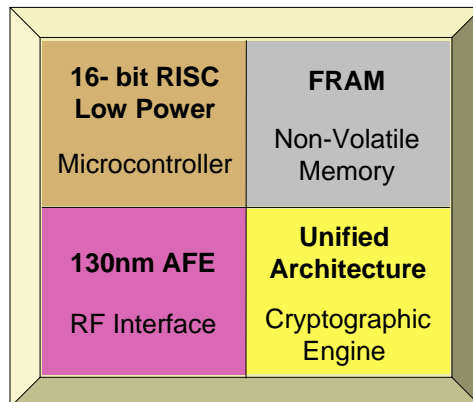 16- bit RISC
Low Power
Microcontroller
FRAM
Non-Volatile
Memory
130nm AFE
RF Interface
Unified
Architecture
Cryptographic
Engine